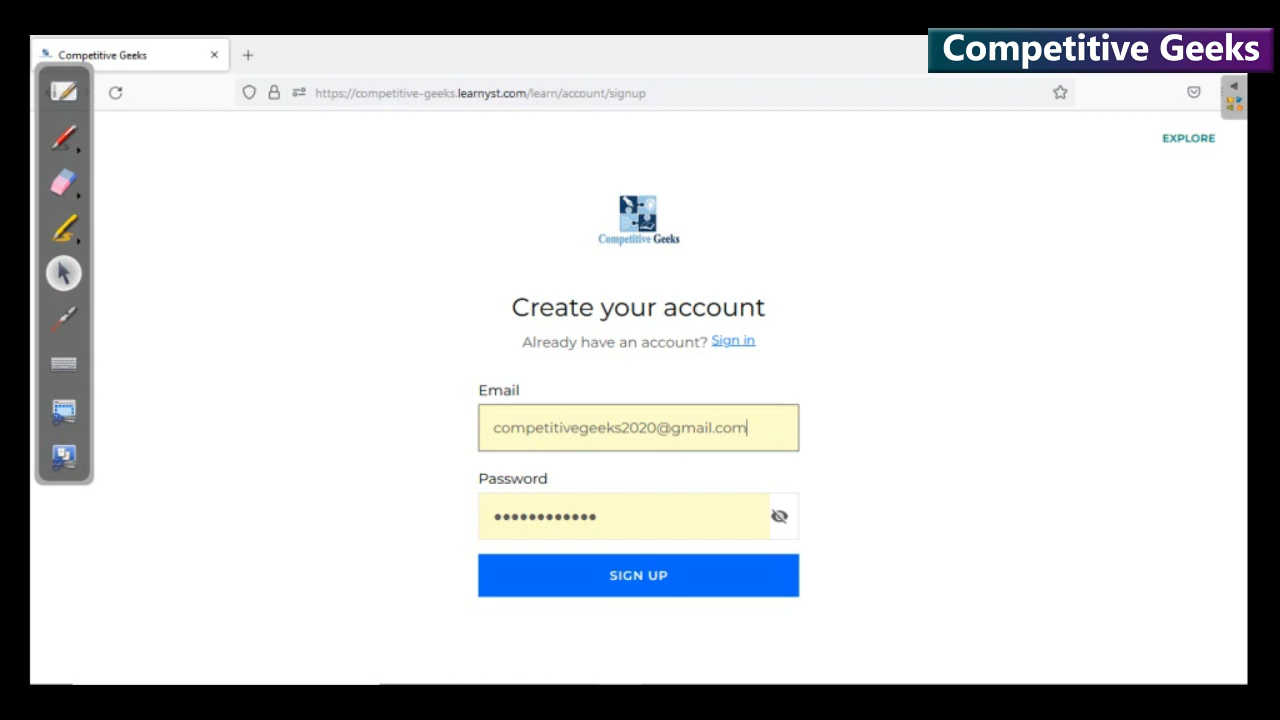 Competitive Geeks
Competitive Geeks
https://competitive-geeks.learnyst.com/learn/account/signup
EXPLORE
Competitive Geeks
Create your account
Already have an account? Sign in
Email
competitivegeeks2020@gmail.com
Password
••••••••••••
SIGN UP